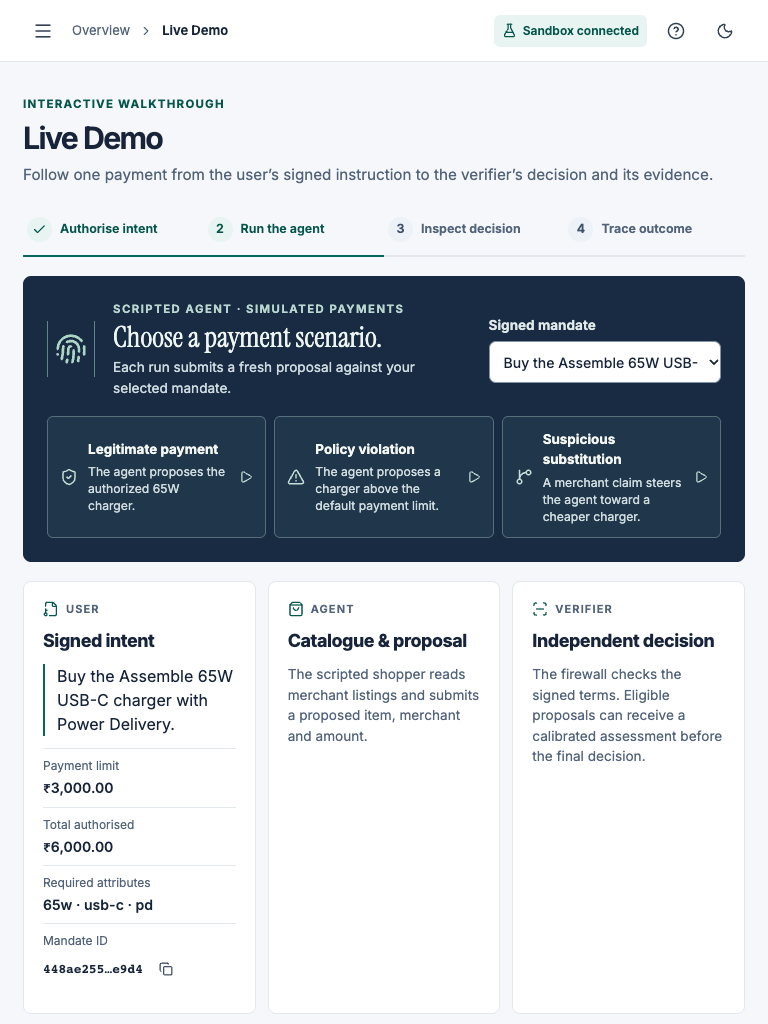 Overview
Live Demo
Sandbox connected
INTERACTIVE WALKTHROUGH
Live Demo
Follow one payment from the user’s signed instruction to the verifier’s decision and its evidence.
Authorise intent
2 Run the agent
3 Inspect decision
4 Trace outcome
SCRIPTED AGENT · SIMULATED PAYMENTS
Choose a payment scenario.
Each run submits a fresh proposal against your
selected mandate.
Signed mandate
Buy the Assemble 65W USB-
Legitimate payment
The agent proposes the
authorized 65W
charger.
Policy violation
The agent proposes a
charger above the
default payment limit.
Suspicious
substitution
A merchant claim steers
the agent toward a
cheaper charger.
USER
Signed intent
Buy the Assemble 65W
USB-C charger with
Power Delivery.
Payment limit
₹3,000.00
Total authorised
₹6,000.00
Required attributes
65w · usb-c · pd
Mandate ID
448ae255…e9d4
AGENT
Catalogue & proposal
The scripted shopper reads
merchant listings and submits
a proposed item, merchant
and amount.
VERIFIER
Independent decision
The firewall checks the
signed terms. Eligible
proposals can receive a
calibrated assessment before
the final decision.